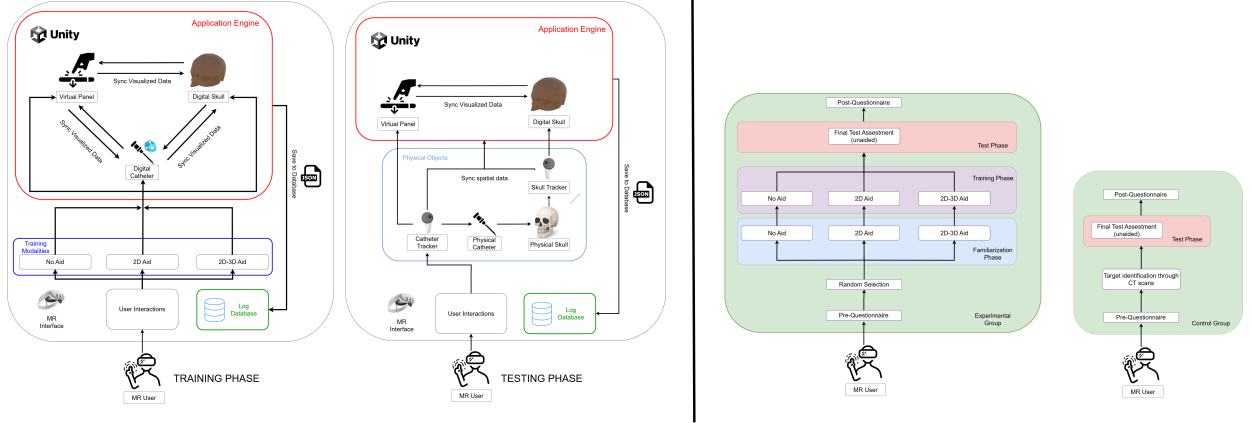 Application Engine
Unity
Sync Visualized Data
Virtual Panel
Digital Skull
Sync Visualized Data
Sync Visualized Data
Digital
Catheter
Save to Database
JSON
Training
Modalities
No Aid
2D Aid
2D-3D Aid
MR
Interface
User Interactions
Log
Database
MR User
TRAINING PHASE
Application Engine
Unity
Sync Visualized Data
Virtual Panel
Digital Skull
Physical Objects
Sync spatial data
Skull Tracker
Catheter
Tracker
Physical
Catheter
Physical Skull
Save to Database
JSON
MR
Interface
User Interactions
Log
Database
MR User
TESTING PHASE
Post-Questionnaire
Final Test Assestment
(unaided)
Test Phase
Training Phase
No Aid
2D Aid
2D-3D Aid
No Aid
2D Aid
2D-3D Aid
Familiarization
Phase
Random Selection
Pre-Questionnaire
Experimental
Group
MR User
Post-Questionnaire
Final Test Assestment
(unaided)
Test Phase
Target identification through
CT scans
Pre-Questionnaire
Control Group
MR User